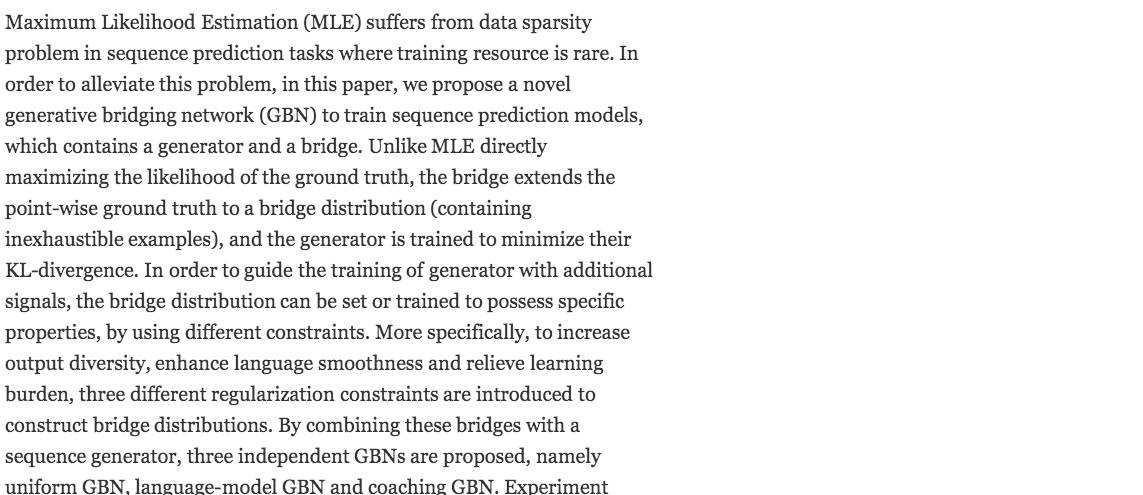 Maximum Likelihood Estimation (MLE) suffers from data sparsity
problem in sequence prediction tasks where training resource is rare. In
order to alleviate this problem, in this paper, we propose a novel
generative bridging network (GBN) to train sequence prediction models,
which contains a generator and a bridge. Unlike MLE directly
maximizing the likelihood of the ground truth, the bridge extends the
point-wise ground truth to a bridge distribution (containing
inexhaustible examples), and the generator is trained to minimize their
KL-divergence. In order to guide the training of generator with additional
signals, the bridge distribution can be set or trained to possess specific
properties, by using different constraints. More specifically, to increase
output diversity, enhance language smoothness and relieve learning
burden, three different regularization constraints are introduced to
construct bridge distributions. By combining these bridges with a
sequence generator, three independent GBNs are proposed, namely
uniform GBN, language-model GBN and coaching GBN. Experiment